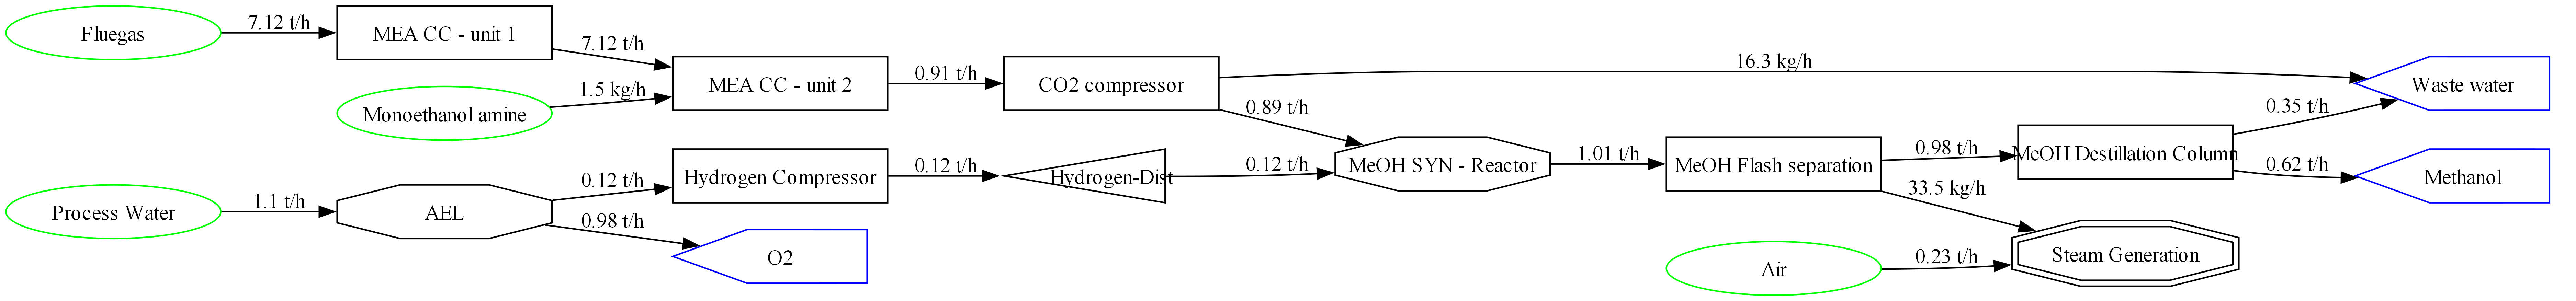 Fluegas
7.12 t/h
MEA CC - unit 1
7.12 t/h
Monoethanol amine
1.5 kg/h
MEA CC - unit 2
0.91 t/h
CO2 compressor
16.3 kg/h
0.89 t/h
Waste water
Process Water
1.1 t/h
AEL
0.12 t/h
0.98 t/h
Hydrogen Compressor
0.12 t/h
Hydrogen-Dist
0.12 t/h
O2
MeOH SYN - Reactor
1.01 t/h
MeOH Flash separation
0.98 t/h
33.5 kg/h
MeOH Destillation Column
0.35 t/h
0.62 t/h
Methanol
Air
0.23 t/h
Steam Generation